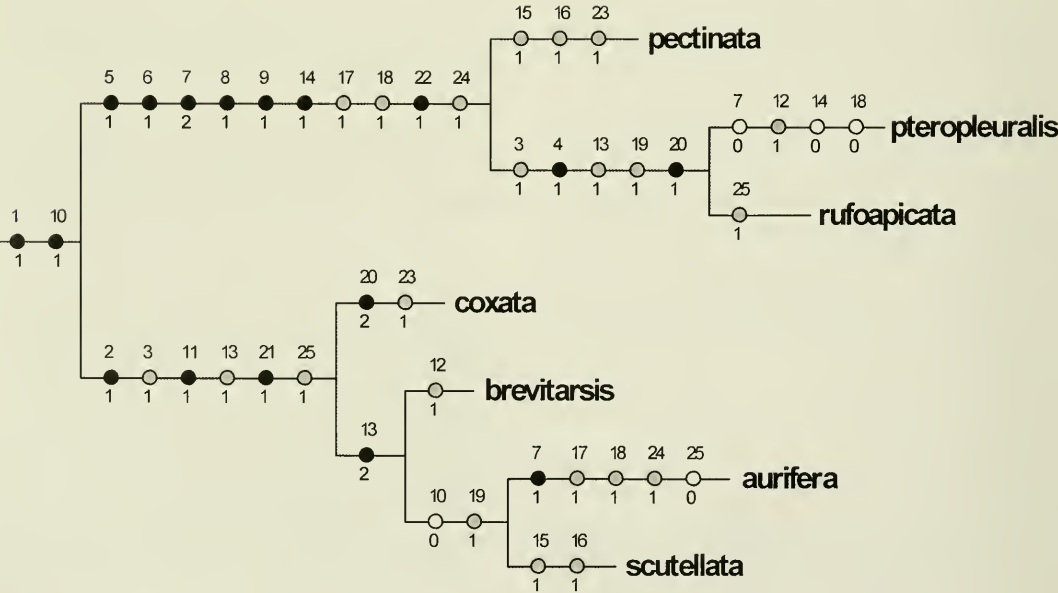 15 16 23
pectinata
1 1 1
5 6 7 8 9 14 17 18 22 24
1 1 2 1 1 1 1 1 1 1
7 12 14 18
pteropleuralis
0 1 0 0
3 4 13 19 20
1 1 1 1 1
25
rufoapicata
1
1 10
1 1
20 23
coxata
2 1
2 3 11 13 21 25
1 1 1 1 1 1
12
brevitarsis
1
13
2
7 17 18 24 25
aurifera
1 1 1 1 0
10 19
0 1
15 16
scutellata
1 1